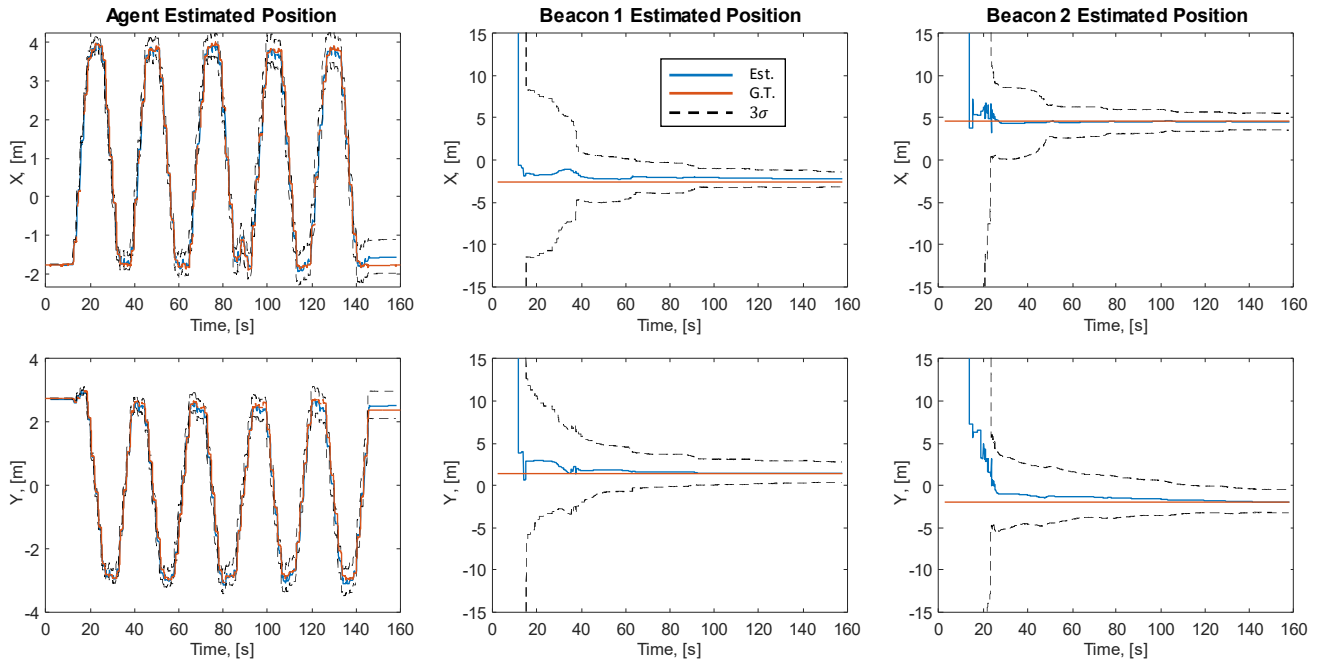 Agent Estimated Position
Beacon 1 Estimated Position
Beacon 2 Estimated Position
4
3
2
1
0
-1
-2
X, [m]
0 20 40 60 80 100 120 140 160
Time, [s]
15
10
5
0
-5
-10
-15
X, [m]
0 20 40 60 80 100 120 140 160
Time, [s]
Est.
G.T.
3σ
15
10
5
0
-5
-10
-15
X, [m]
0 20 40 60 80 100 120 140 160
Time, [s]
4
2
0
-2
-4
Y, [m]
0 20 40 60 80 100 120 140 160
Time, [s]
15
10
5
0
-5
-10
-15
Y, [m]
0 20 40 60 80 100 120 140 160
Time, [s]
15
10
5
0
-5
-10
-15
Y, [m]
0 20 40 60 80 100 120 140 160
Time, [s]